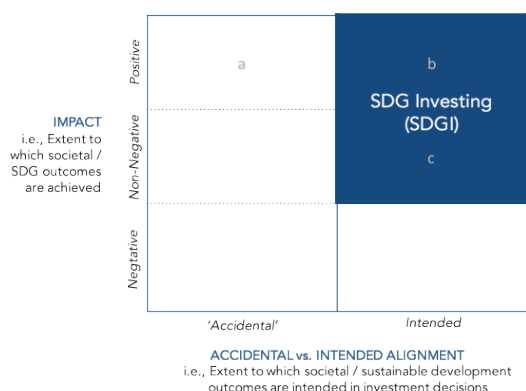 Positive
a
b
SDG Investing
(SDGI)
IMPACT
i.e., Extent to
which societal /
SDG outcomes
are achieved
Non-Negative
c
Negtative
'Accidental'
Intended
ACCIDENTAL vs. INTENDED ALIGNMENT
i.e., Extent to which societal / sustainable development
outcomes are intended in investment decisions